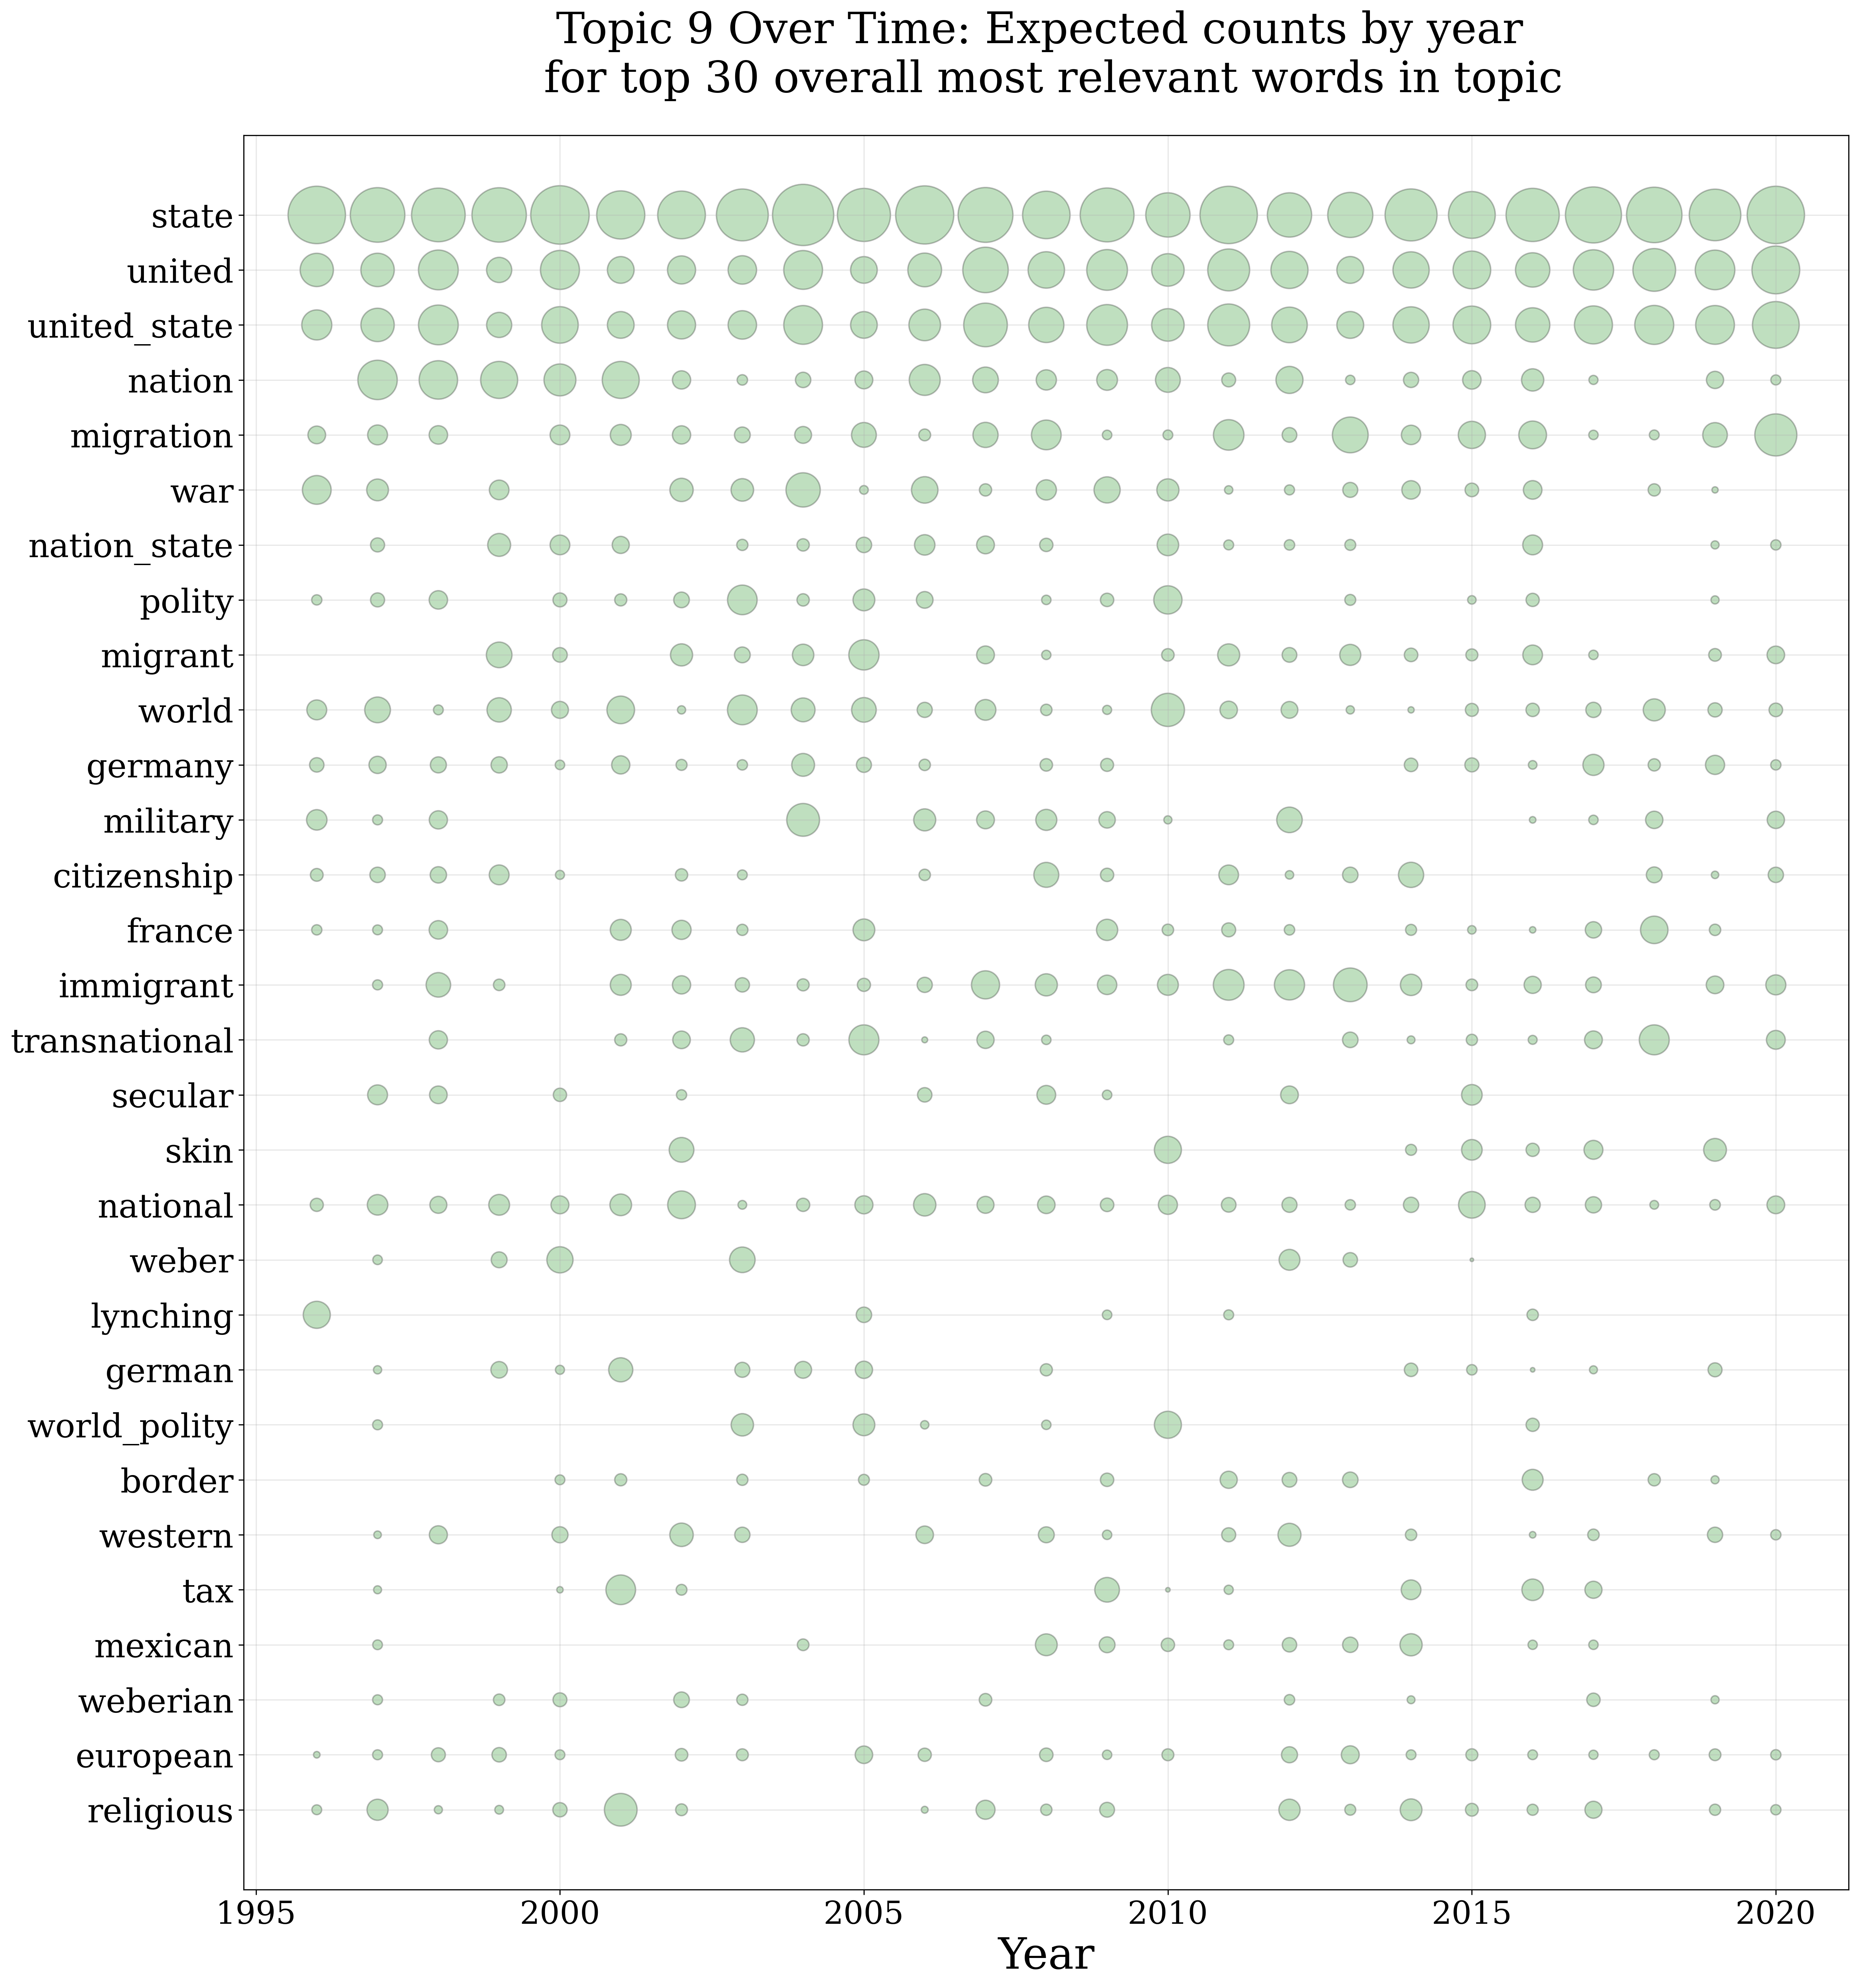 Topic 9 Over Time: Expected counts by year
for top 30 overall most relevant words in topic
state
united
united_state
nation
migration
war
nation_state
polity
migrant
world
germany
military
citizenship
france
immigrant
transnational
secular
skin
national
weber
lynching
german
world_polity
border
western
tax
mexican
weberian
european
religious
1995 2000 2005 2010 2015 2020
Year